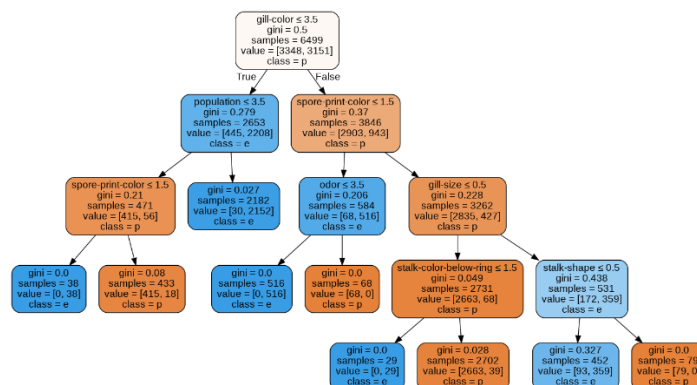 gill-color ≤ 3.5
gini = 0.5
samples = 6499
value = [3348, 3151]
class = p
True
False
population ≤ 3.5
gini = 0.279
samples = 2653
value = [445, 2208]
class = e
spore-print-color ≤ 1.5
gini = 0.37
samples = 3846
value = [2903, 943]
class = p
spore-print-color ≤ 1.5
gini = 0.21
samples = 471
value = [415, 56]
class = p
gini = 0.027
samples = 2182
value = [30, 2152]
class = e
odor ≤ 3.5
gini = 0.206
samples = 584
value = [68, 516]
class = e
gill-size ≤ 0.5
gini = 0.228
samples = 3262
value = [2835, 427]
class = p
gini = 0.0
samples = 38
value = [0, 38]
class = e
gini = 0.08
samples = 433
value = [415, 18]
class = p
gini = 0.0
samples = 516
value = [0, 516]
class = e
gini = 0.0
samples = 68
value = [68, 0]
class = p
stalk-color-below-ring ≤ 1.5
gini = 0.049
samples = 2731
value = [2663, 68]
class = p
stalk-shape ≤ 0.5
gini = 0.438
samples = 531
value = [172, 359]
class = e
gini = 0.0
samples = 29
value = [0, 29]
class = e
gini = 0.028
samples = 2702
value = [2663, 39]
class = p
gini = 0.327
samples = 452
value = [93, 359]
class = e
gini = 0.0
samples = 79
value = [79, 0]
class = p